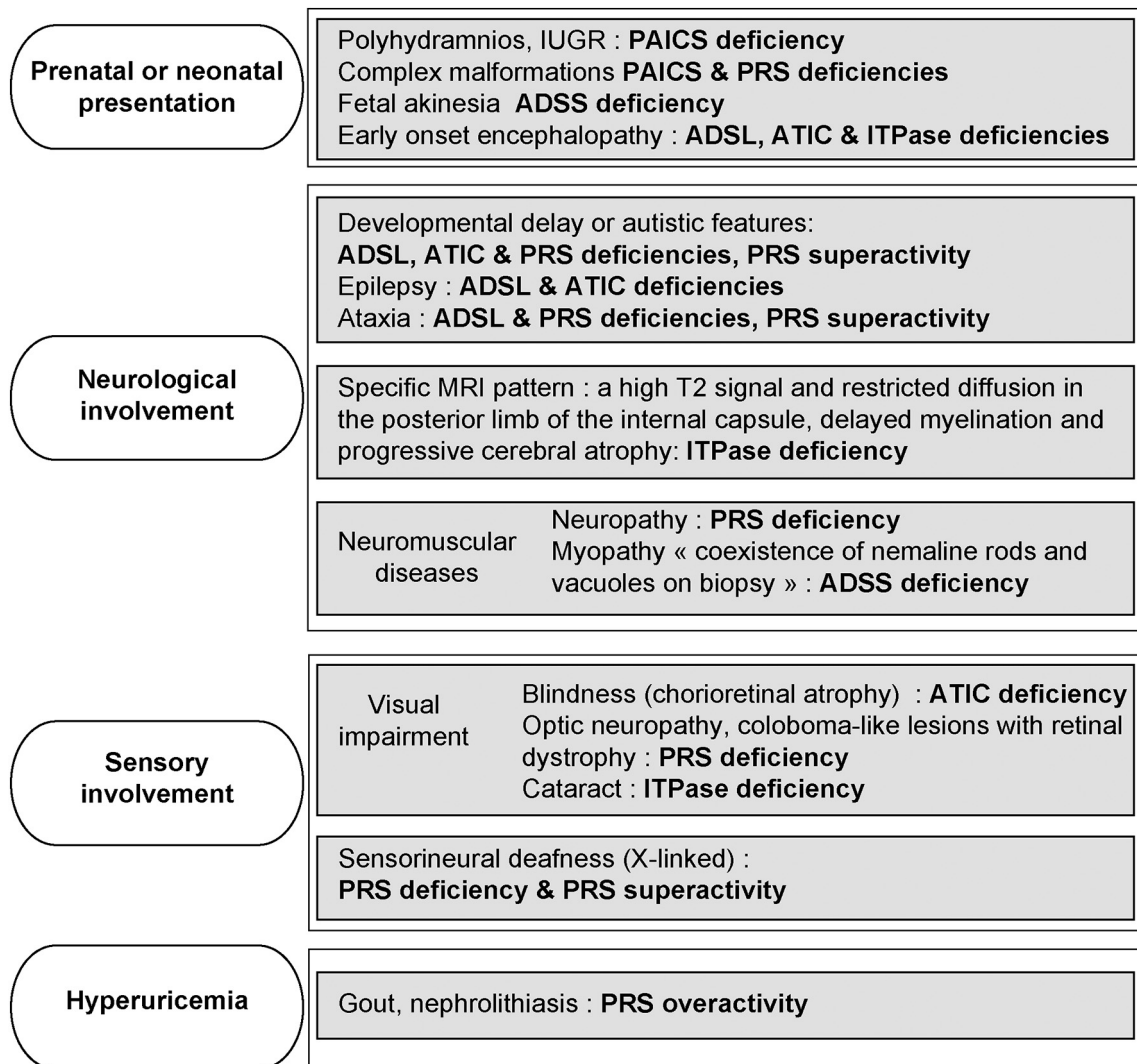 Prenatal or neonatal
presentation
Polyhydramnios, IUGR : PAICS deficiency
Complex malformations PAICS & PRS deficiencies
Fetal akinesia ADSS deficiency
Early onset encephalopathy : ADSL, ATIC & ITPase deficiencies
Neurological
involvement
Developmental delay or autistic features:
ADSL, ATIC & PRS deficiencies, PRS superactivity
Epilepsy : ADSL & ATIC deficiencies
Ataxia : ADSL & PRS deficiencies, PRS superactivity
Specific MRI pattern : a high T2 signal and restricted diffusion in
the posterior limb of the internal capsule, delayed myelination and
progressive cerebral atrophy: ITPase deficiency
Neuromuscular
diseases
Neuropathy : PRS deficiency
Myopathy « coexistence of nemaline rods and
vacuoles on biopsy » : ADSS deficiency
Sensory
involvement
Visual
impairment
Blindness (chorioretinal atrophy) : ATIC deficiency
Optic neuropathy, coloboma-like lesions with retinal
dystrophy : PRS deficiency
Cataract : ITPase deficiency
Sensorineural deafness (X-linked) :
PRS deficiency & PRS superactivity
Hyperuricemia
Gout, nephrolithiasis : PRS overactivity